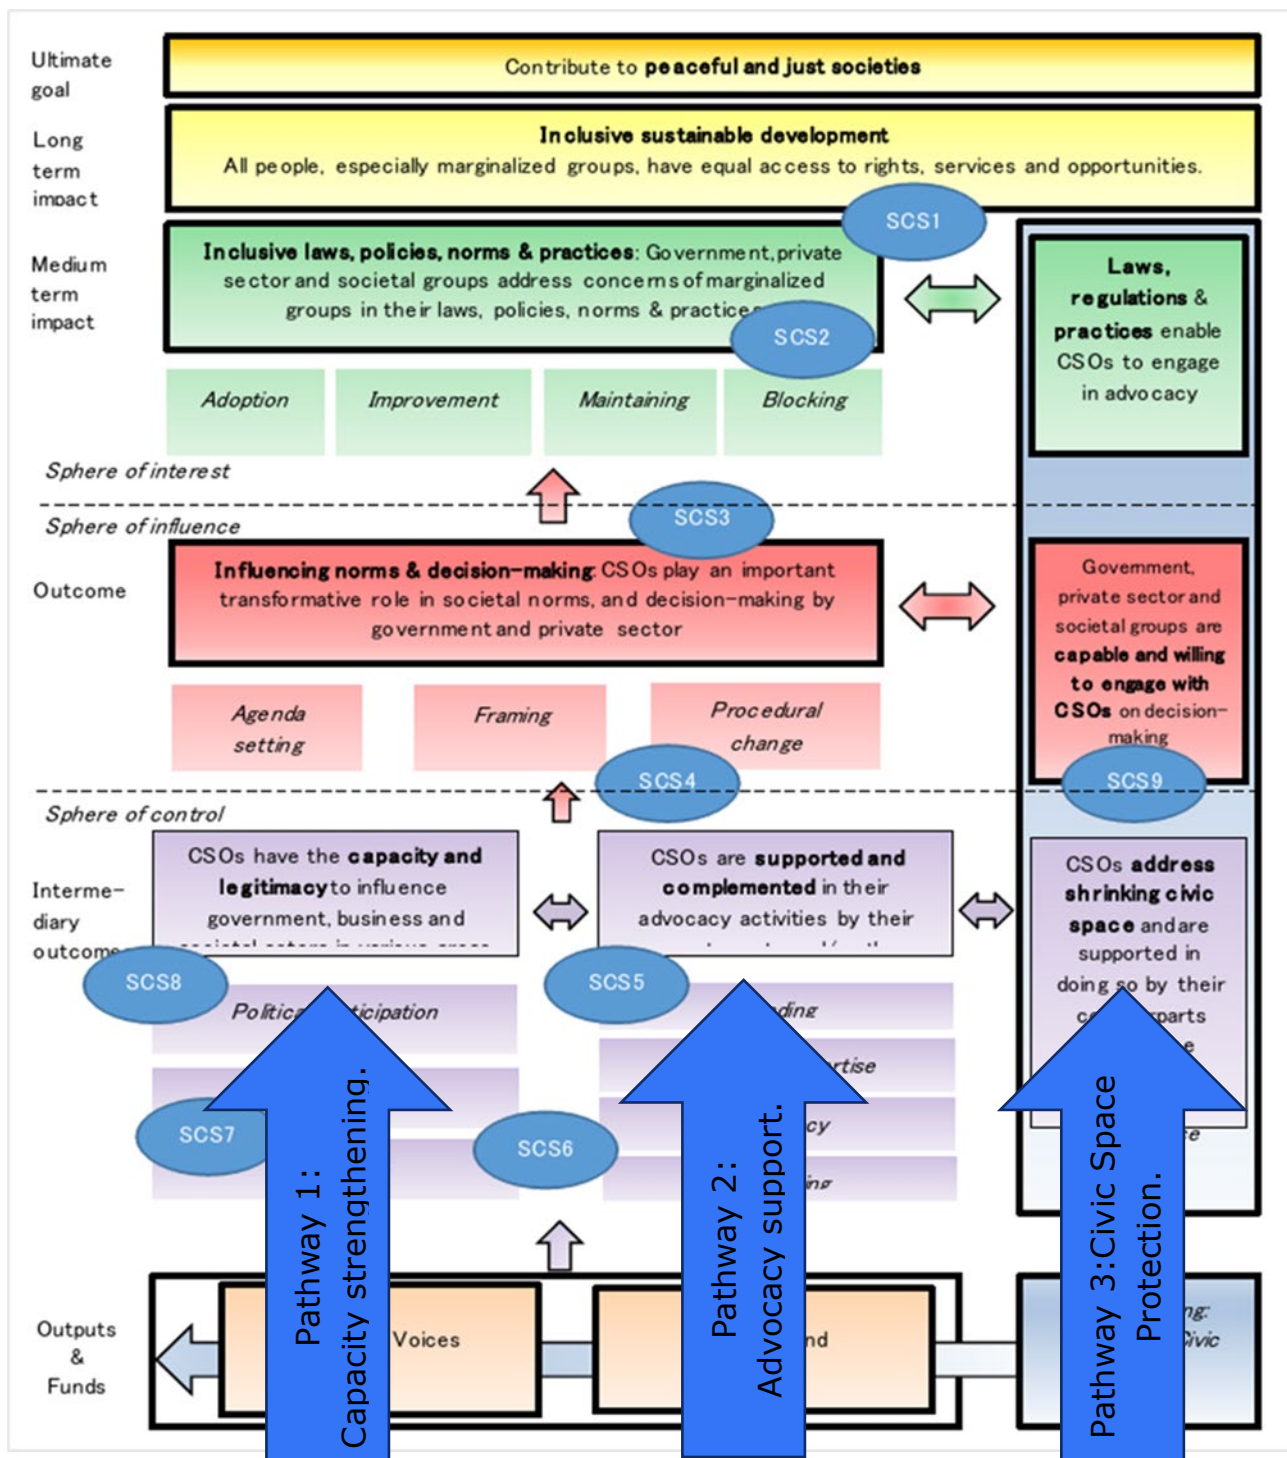 Ultimate
goal
Contribute to peaceful and just societies
Long
term
impact
Inclusive sustainable development
All people, especially marginalized groups, have equal access to rights, services and opportunities.
SCS1
Medium
term
impact
Inclusive laws, policies, norms & practices: Government, private
sector and societal groups address concerns of marginalized
groups in their laws, policies, norms & practices
SCS2
Laws,
regulations &
practices enable
CSOs to engage
in advocacy
Adoption
Improvement
Maintaining
Blocking
Sphere of interest
SCS3
Sphere of influence
Outcome
Influencing norms & decision-making: CSOs play an important
transformative role in societal norms, and decision-making by
government and private sector
Government,
private sector and
societal groups are
capable and willing
to engage with
CSOs on decision-
making
Agenda
setting
Framing
Procedural
change
SCS4
SCS9
Sphere of control
Interme-
diary
outcome
CSOs have the capacity and
legitimacy to influence
government, business and
CSOs are supported and
complemented in their
advocacy activities by their
CSOs address
shrinking civic
space and are
supported in
doing so by their
SCS8
SCS5
SCS7
SCS6
Pathway 1:
Capacity strengthening.
Pathway 2:
Advocacy support.
Pathway 3:Civic Space
Protection.
Outputs
&
Funds
Voices